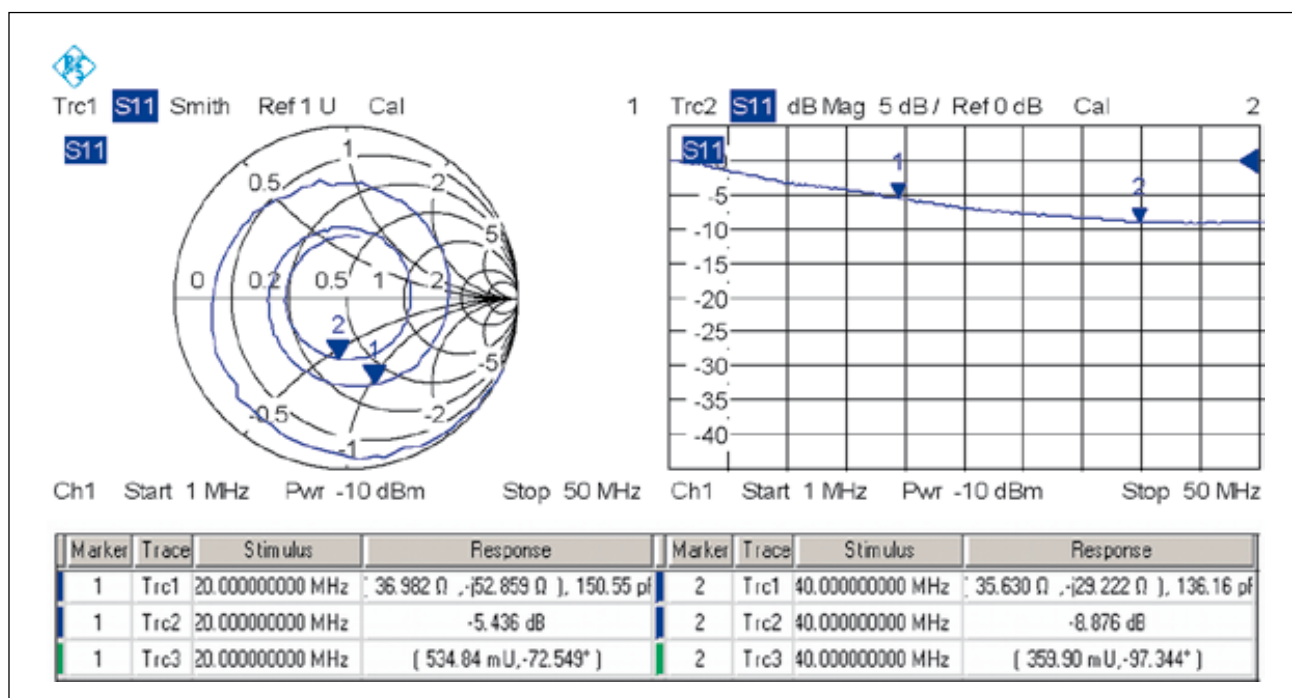 R&S
Trc1 S11 Smith Ref 1 U Cal 1
S11
1
0.5
2
5
0 0.2 0.5 1 2
2
1
-5
-0.5
-2
-1
Ch1 Start 1 MHz Pwr -10 dBm Stop 50 MHz
Trc2 S11 dB Mag 5 dB / Ref 0 dB Cal 2
S11
0
1
2
-5
-10
-15
-20
-25
-30
-35
-40
Ch1 Start 1 MHz Pwr -10 dBm Stop 50 MHz
Marker Trace Stimulus Response Marker Trace Stimulus Response
1 Trc1 20.000000000 MHz [ 36.982 Ω ,-j52.859 Ω ), 150.55 pF 2 Trc1 40.000000000 MHz [ 35.630 Ω ,-j29.222 Ω ), 136.16 pF
1 Trc2 20.000000000 MHz -5.436 dB 2 Trc2 40.000000000 MHz -8.876 dB
1 Trc3 20.000000000 MHz ( 534.84 mU,-72.549° ) 2 Trc3 40.000000000 MHz ( 359.90 mU,-97.344° )